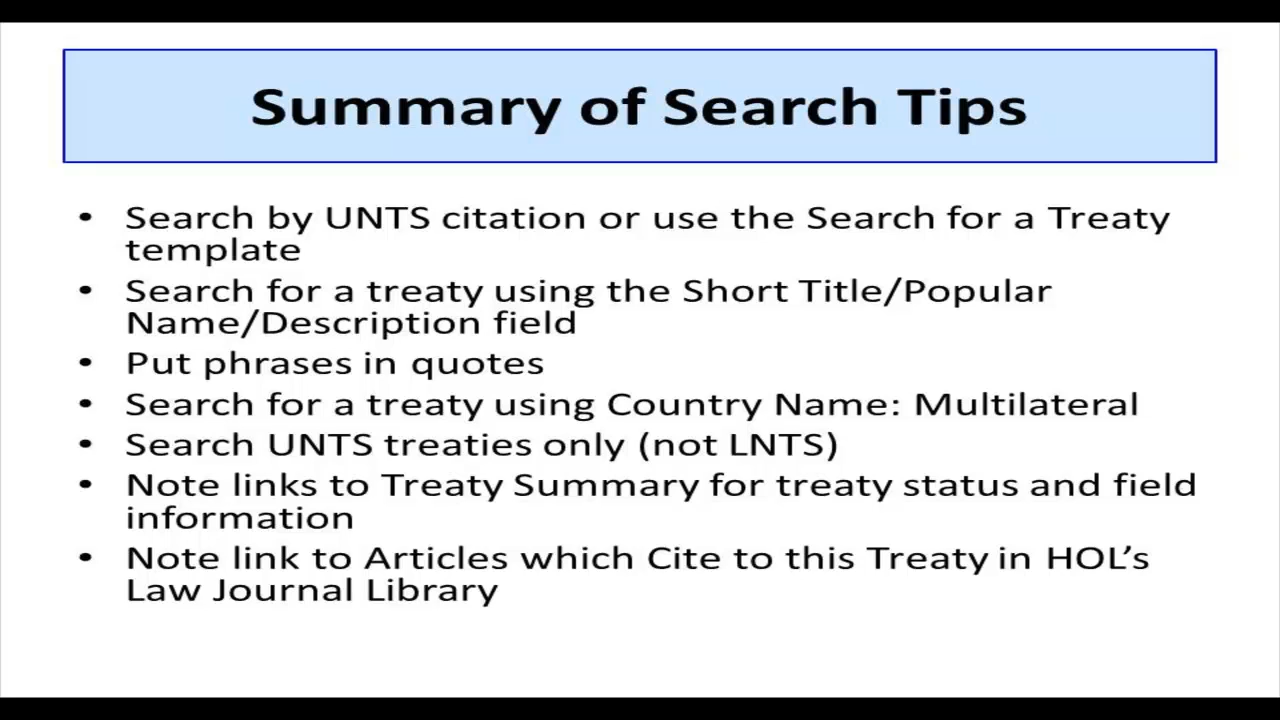 Summary of Search Tips
• Search by UNTS citation or use the Search for a Treaty
template
• Search for a treaty using the Short Title/Popular
Name/Description field
• Put phrases in quotes
• Search for a treaty using Country Name: Multilateral
• Search UNTS treaties only (not LNTS)
• Note links to Treaty Summary for treaty status and field
information
• Note link to Articles which Cite to this Treaty in HOL’s
Law Journal Library